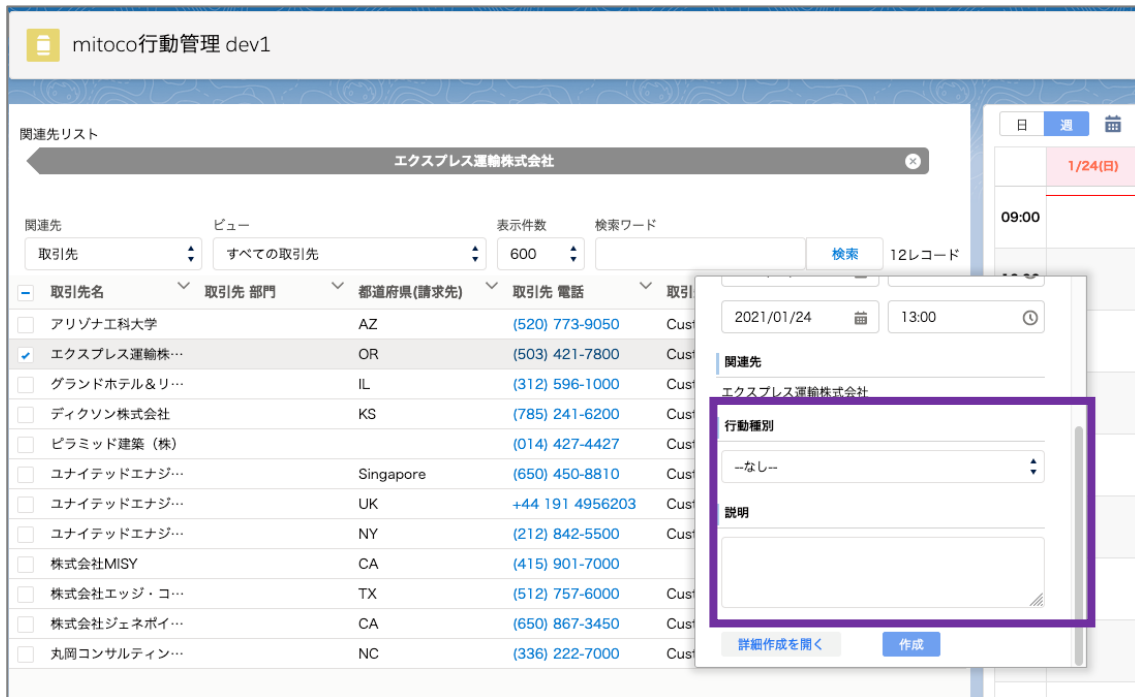 mitoco行動管理 dev1
関連先リスト
エクスプレス運輸株式会社
日 週
1/24(日)
09:00
関連先 ビュー 表示件数 検索ワード
取引先 すべての取引先 600 検索 12レコード
取引先名 取引先 部門 都道府県(請求先) 取引先 電話 取引
アリゾナエ科大学 AZ (520) 773-9050 Cust
エクスプレス運輸株… OR (503) 421-7800 Cust
グランドホテル＆リ… IL (312) 596-1000 Cust
ディクソン株式会社 KS (785) 241-6200 Cust
ピラミッド建築（株） (014) 427-4427 Cust
ユナイテッドエナジ… Singapore (650) 450-8810 Cust
ユナイテッドエナジ… UK +44 191 4956203 Cust
ユナイテッドエナジ… NY (212) 842-5500 Cust
株式会社MISY CA (415) 901-7000
株式会社エッジ・コ… TX (512) 757-6000 Cust
株式会社ジェネポイ… CA (650) 867-3450 Cust
丸岡コンサルティン… NC (336) 222-7000 Cust
2021/01/24 13:00
関連先
エクスプレス運輸株式会社
行動種別
--なし--
説明
詳細作成を開く 作成